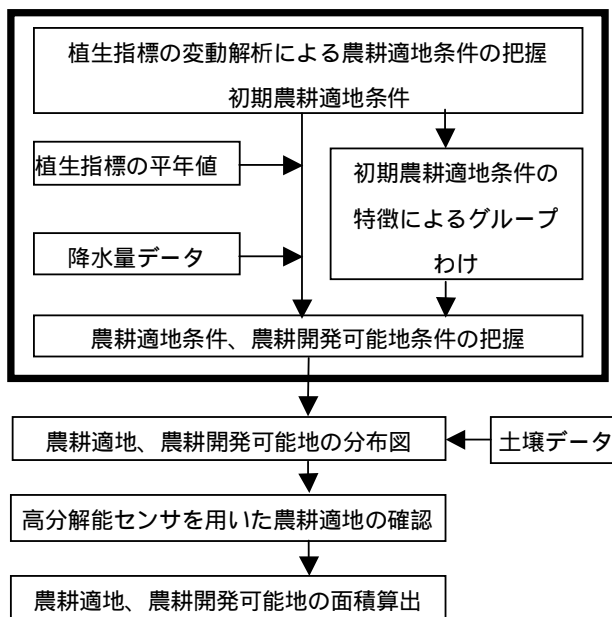 植生指標の変動解析による農耕適地条件の把握
初期農耕適地条件
植生指標の平年値
初期農耕適地条件の
特徴によるグループ
わけ
降水量データ
農耕適地条件、農耕開発可能地条件の把握
農耕適地、農耕開発可能地の分布図
土壌データ
高分解能センサを用いた農耕適地の確認
農耕適地、農耕開発可能地の面積算出